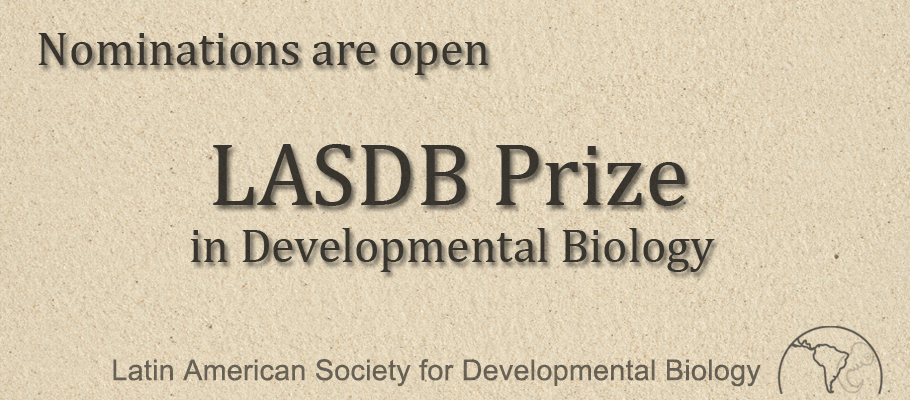 Nominations are open
LASDB Prize
in Developmental Biology
Latin American Society for Developmental Biology